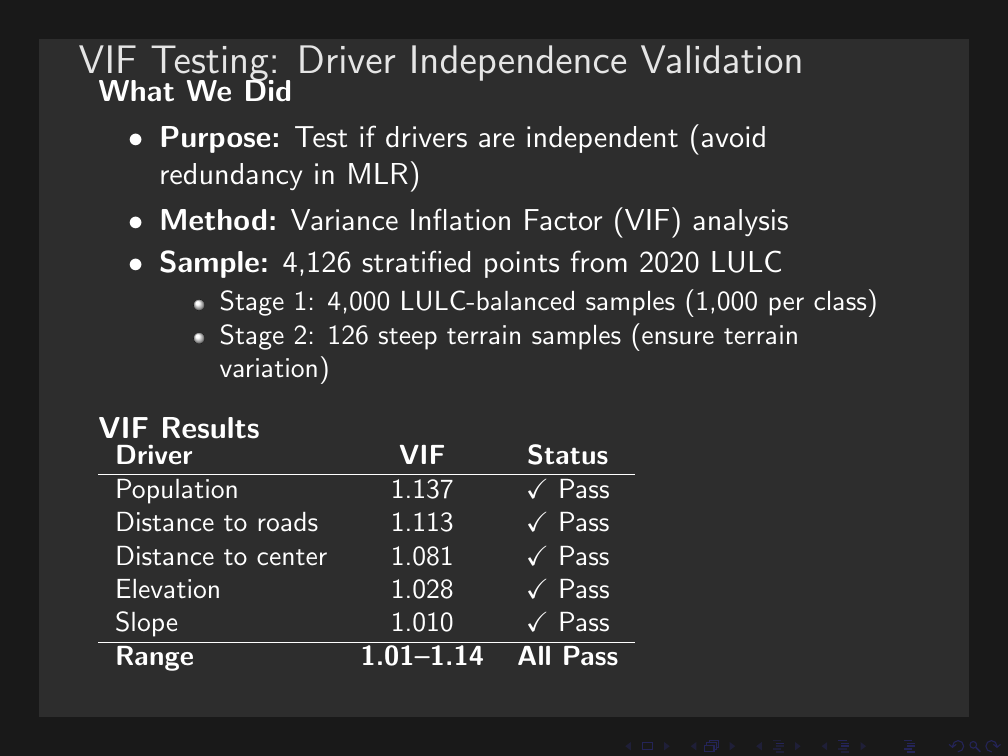 VIF Testing: Driver Independence Validation
What We Did
• Purpose: Test if drivers are independent (avoid
redundancy in MLR)
• Method: Variance Inflation Factor (VIF) analysis
• Sample: 4,126 stratified points from 2020 LULC
Stage 1: 4,000 LULC-balanced samples (1,000 per class)
Stage 2: 126 steep terrain samples (ensure terrain
variation)
VIF Results
Driver VIF Status
Population 1.137 ✓ Pass
Distance to roads 1.113 ✓ Pass
Distance to center 1.081 ✓ Pass
Elevation 1.028 ✓ Pass
Slope 1.010 ✓ Pass
Range 1.01–1.14 All Pass